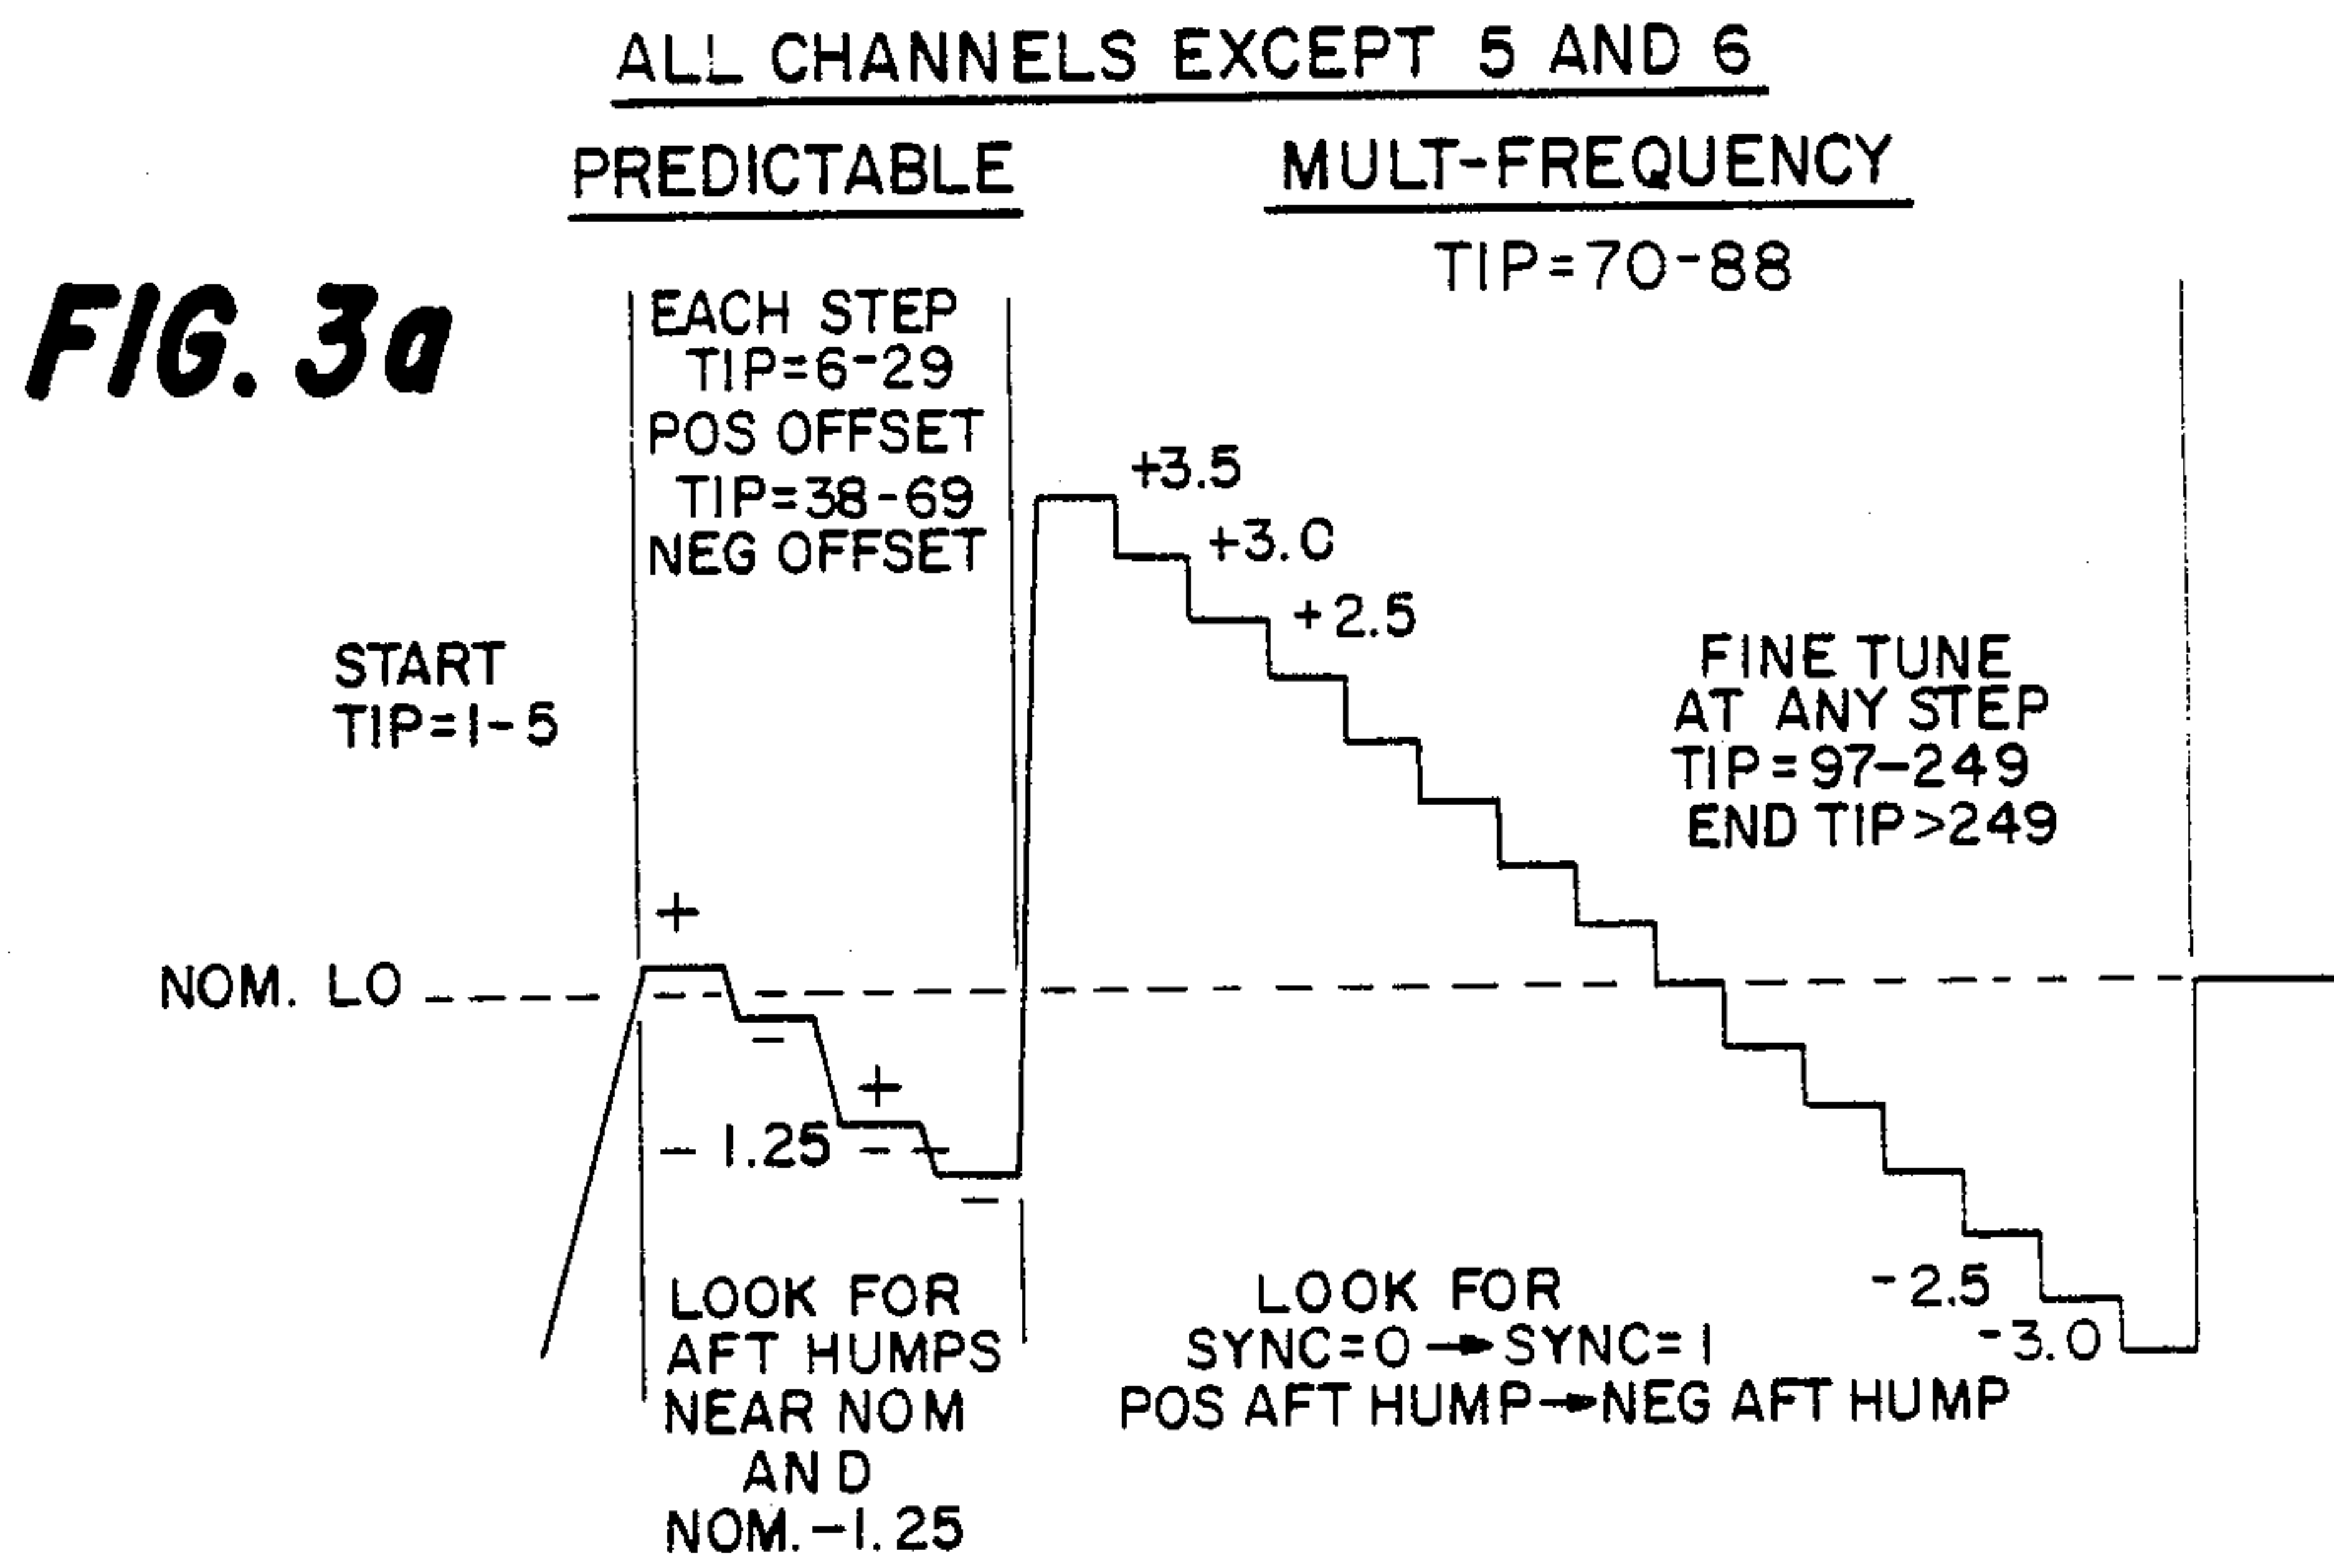 ALL CHANNELS EXCEPT 5 AND 6
PREDICTABLE
MULT-FREQUENCY
TIP=70-88
FIG. 3a
EACH STEP
TIP=6-29
POS OFFSET
TIP=38-69
NEG OFFSET
+3.5
+3.0
+2.5
START
TIP=1-5
FINE TUNE
AT ANY STEP
TIP=97-249
END TIP>249
+
NOM. LO
-
+
- 1.25
-
-2.5
-3.0
LOOK FOR
AFT HUMPS
NEAR NOM
AND
NOM.-1.25
LOOK FOR
SYNC=0→SYNC=1
POS AFT HUMP→NEG AFT HUMP